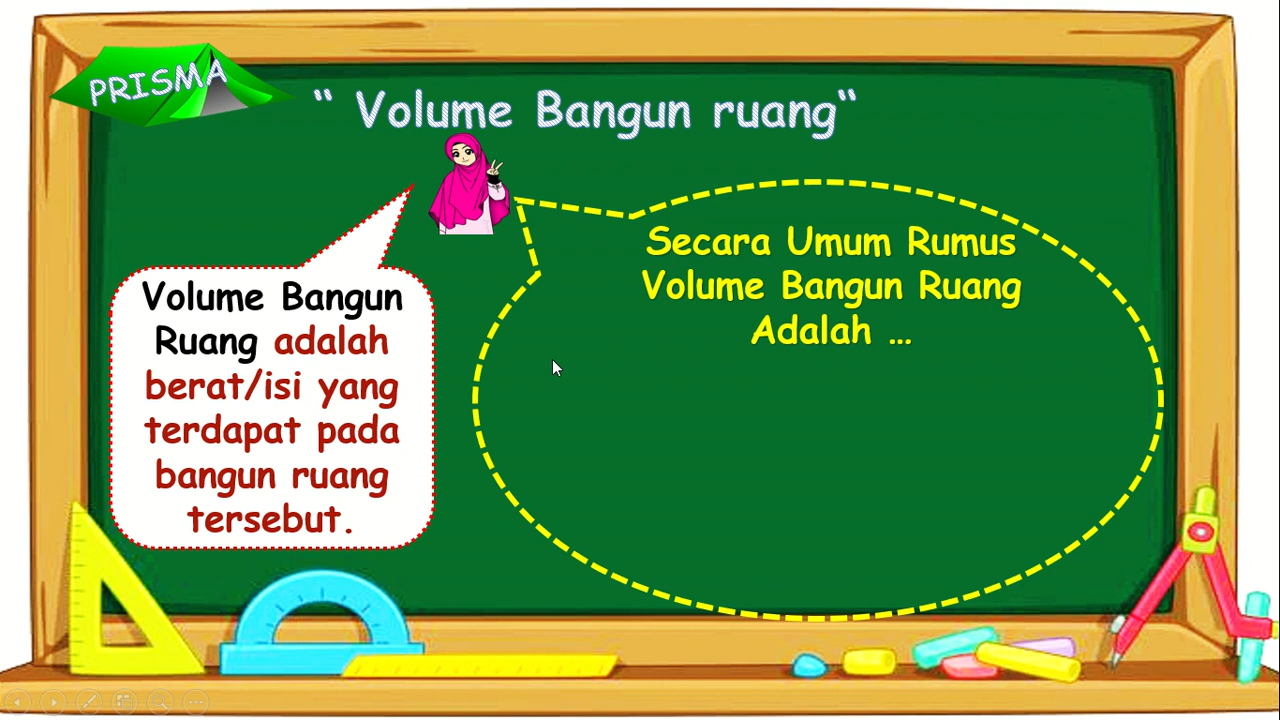 PRISMA
“ Volume Bangun ruang“
Volume Bangun
Ruang adalah
berat/isi yang
terdapat pada
bangun ruang
tersebut.
Secara Umum Rumus
Volume Bangun Ruang
Adalah ...